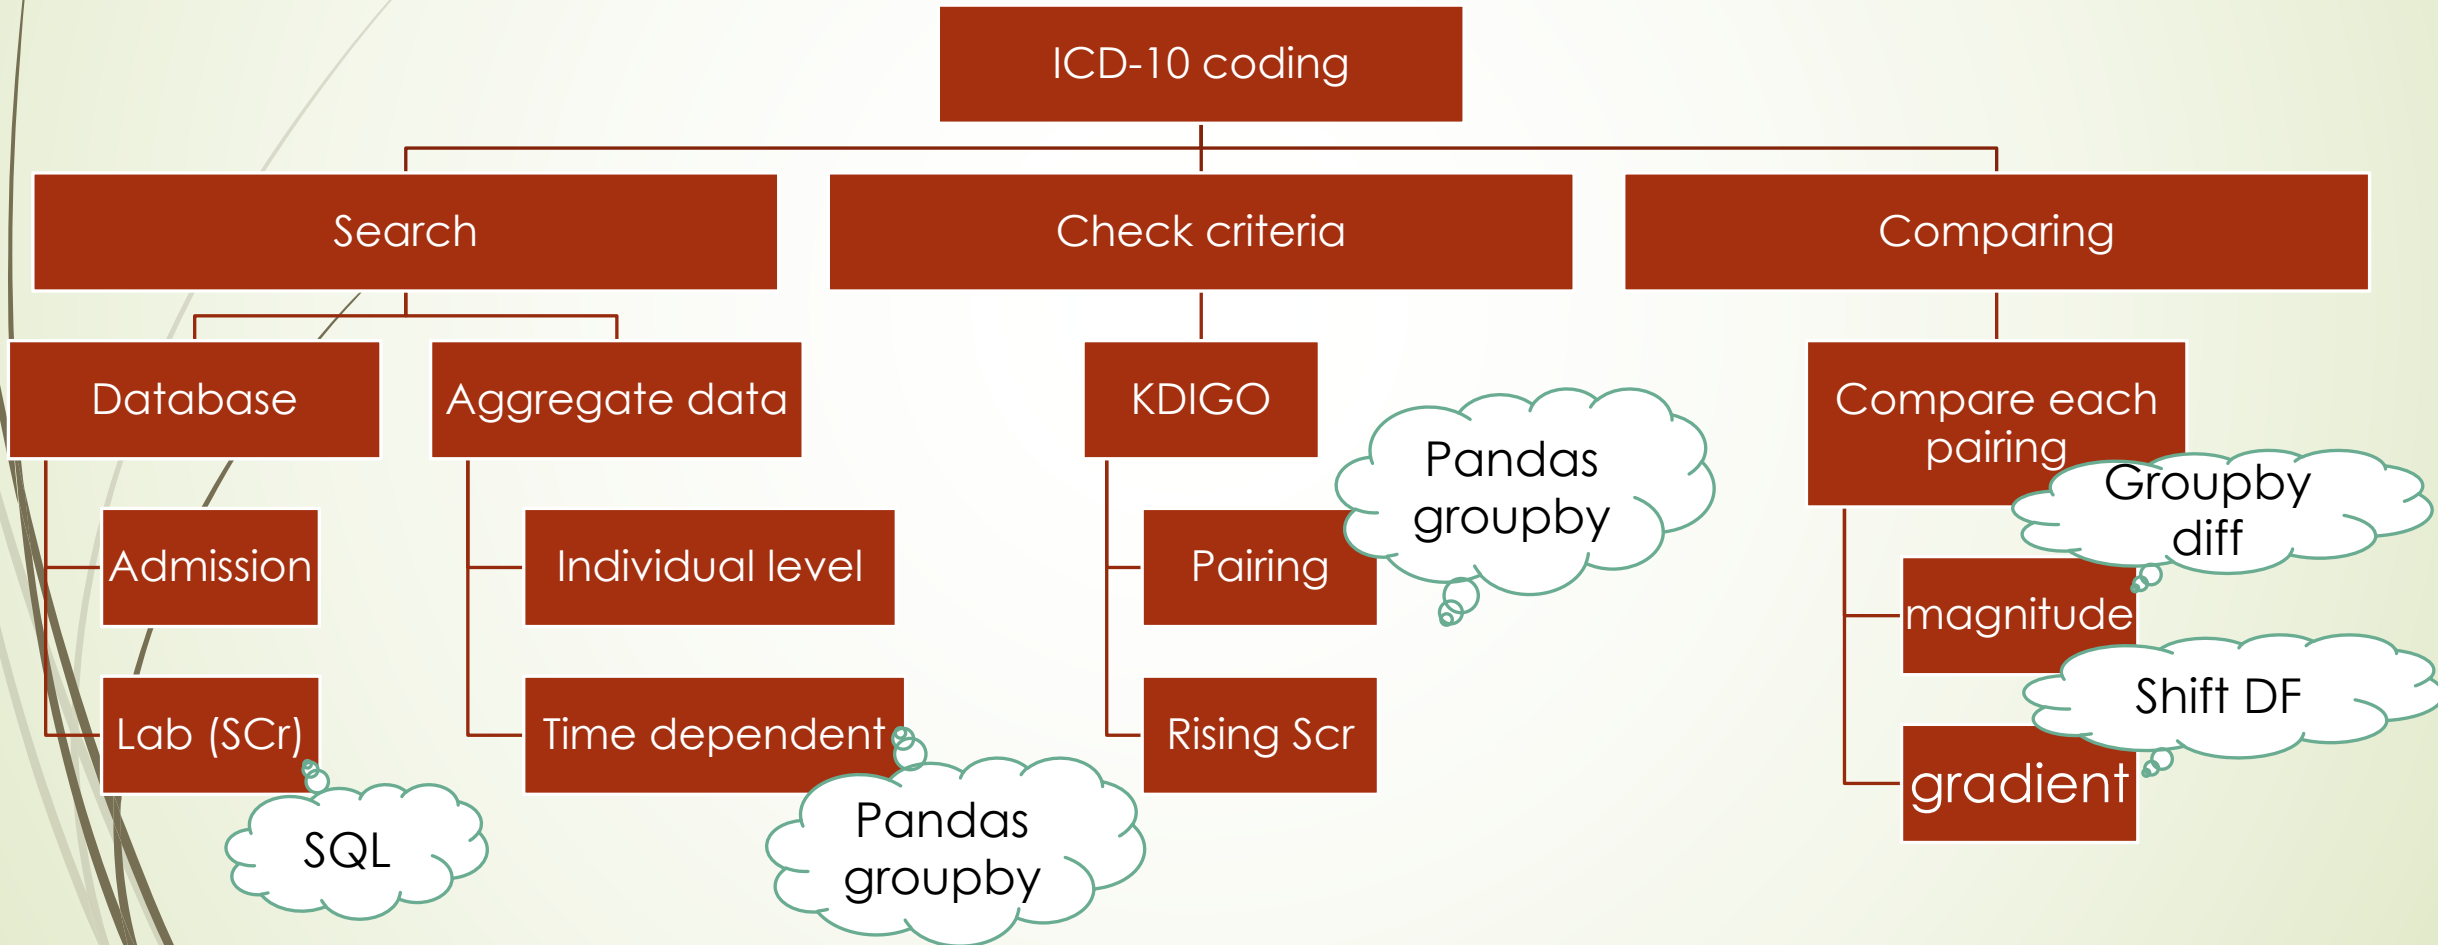 ICD-10 coding
Search
Check criteria
Comparing
Database
Aggregate data
KDIGO
Compare each
pairing
Pandas
groupby
Groupby
diff
Admission
Individual level
Pairing
magnitude
Lab (SCr)
Time dependent
Rising Scr
Shift DF
gradient
SQL
Pandas
groupby